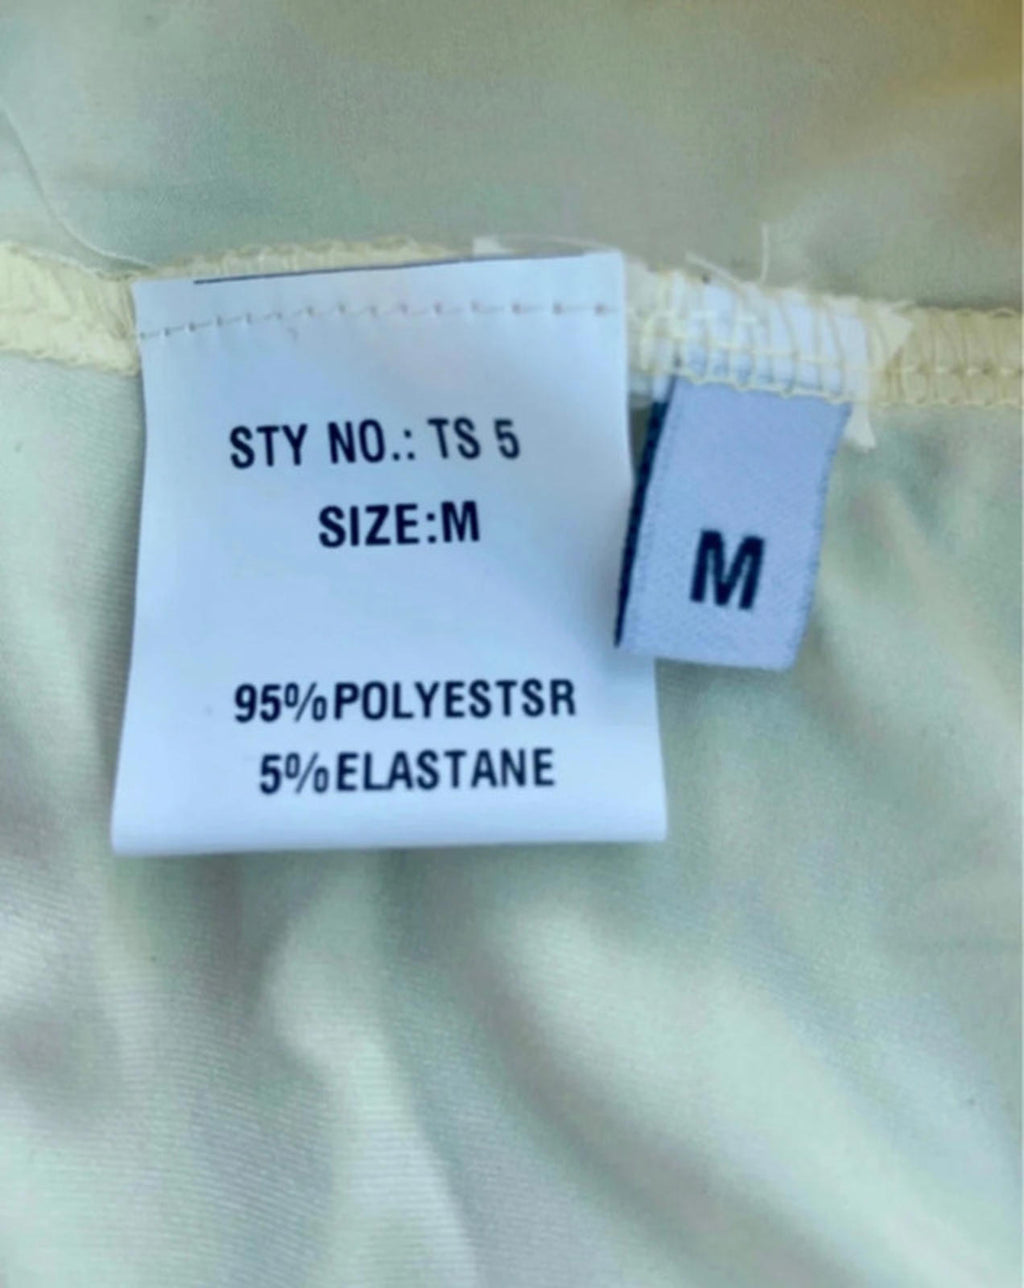 STY NO.: TS 5
SIZE:M
95%POLYESTSR
5%ELASTANE
M